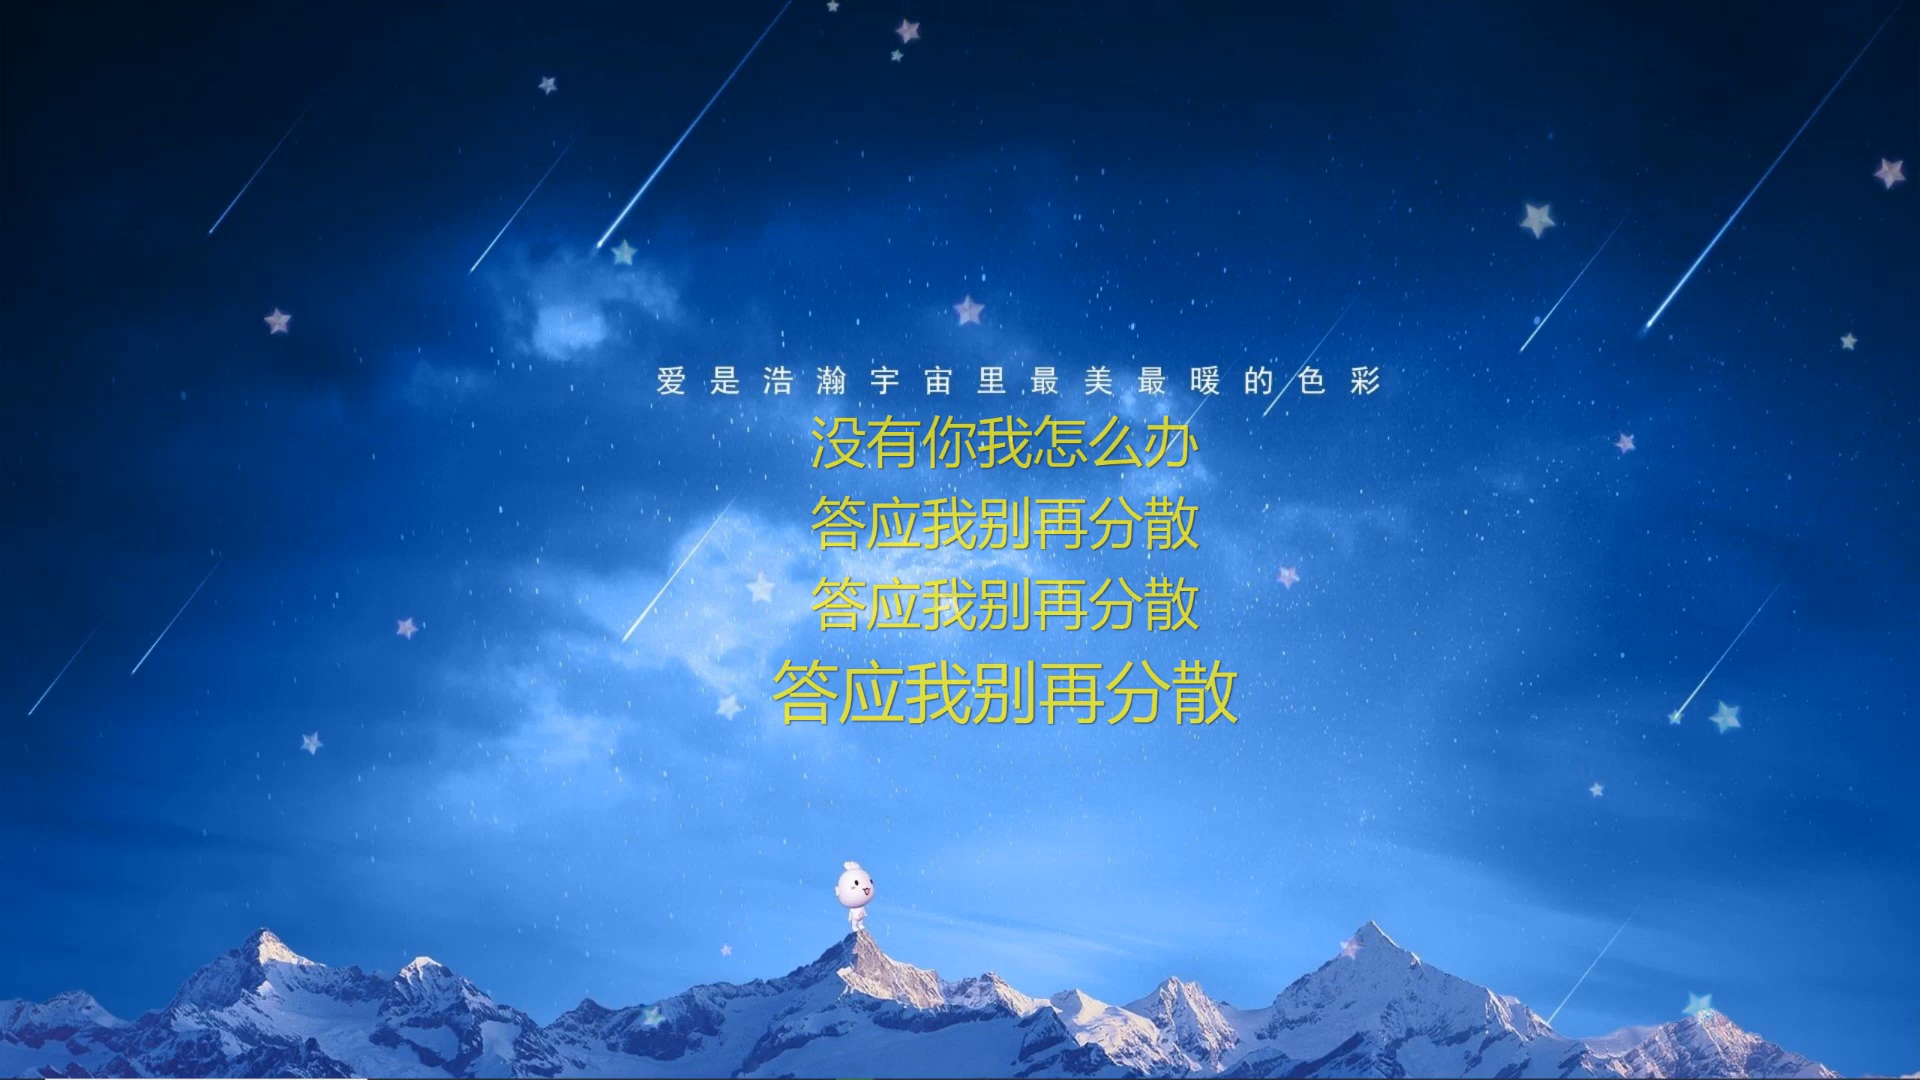 爱是浩瀚宇宙里最美最暖的色彩
没有你我怎么办
答应我别再分散
答应我别再分散
答应我别再分散